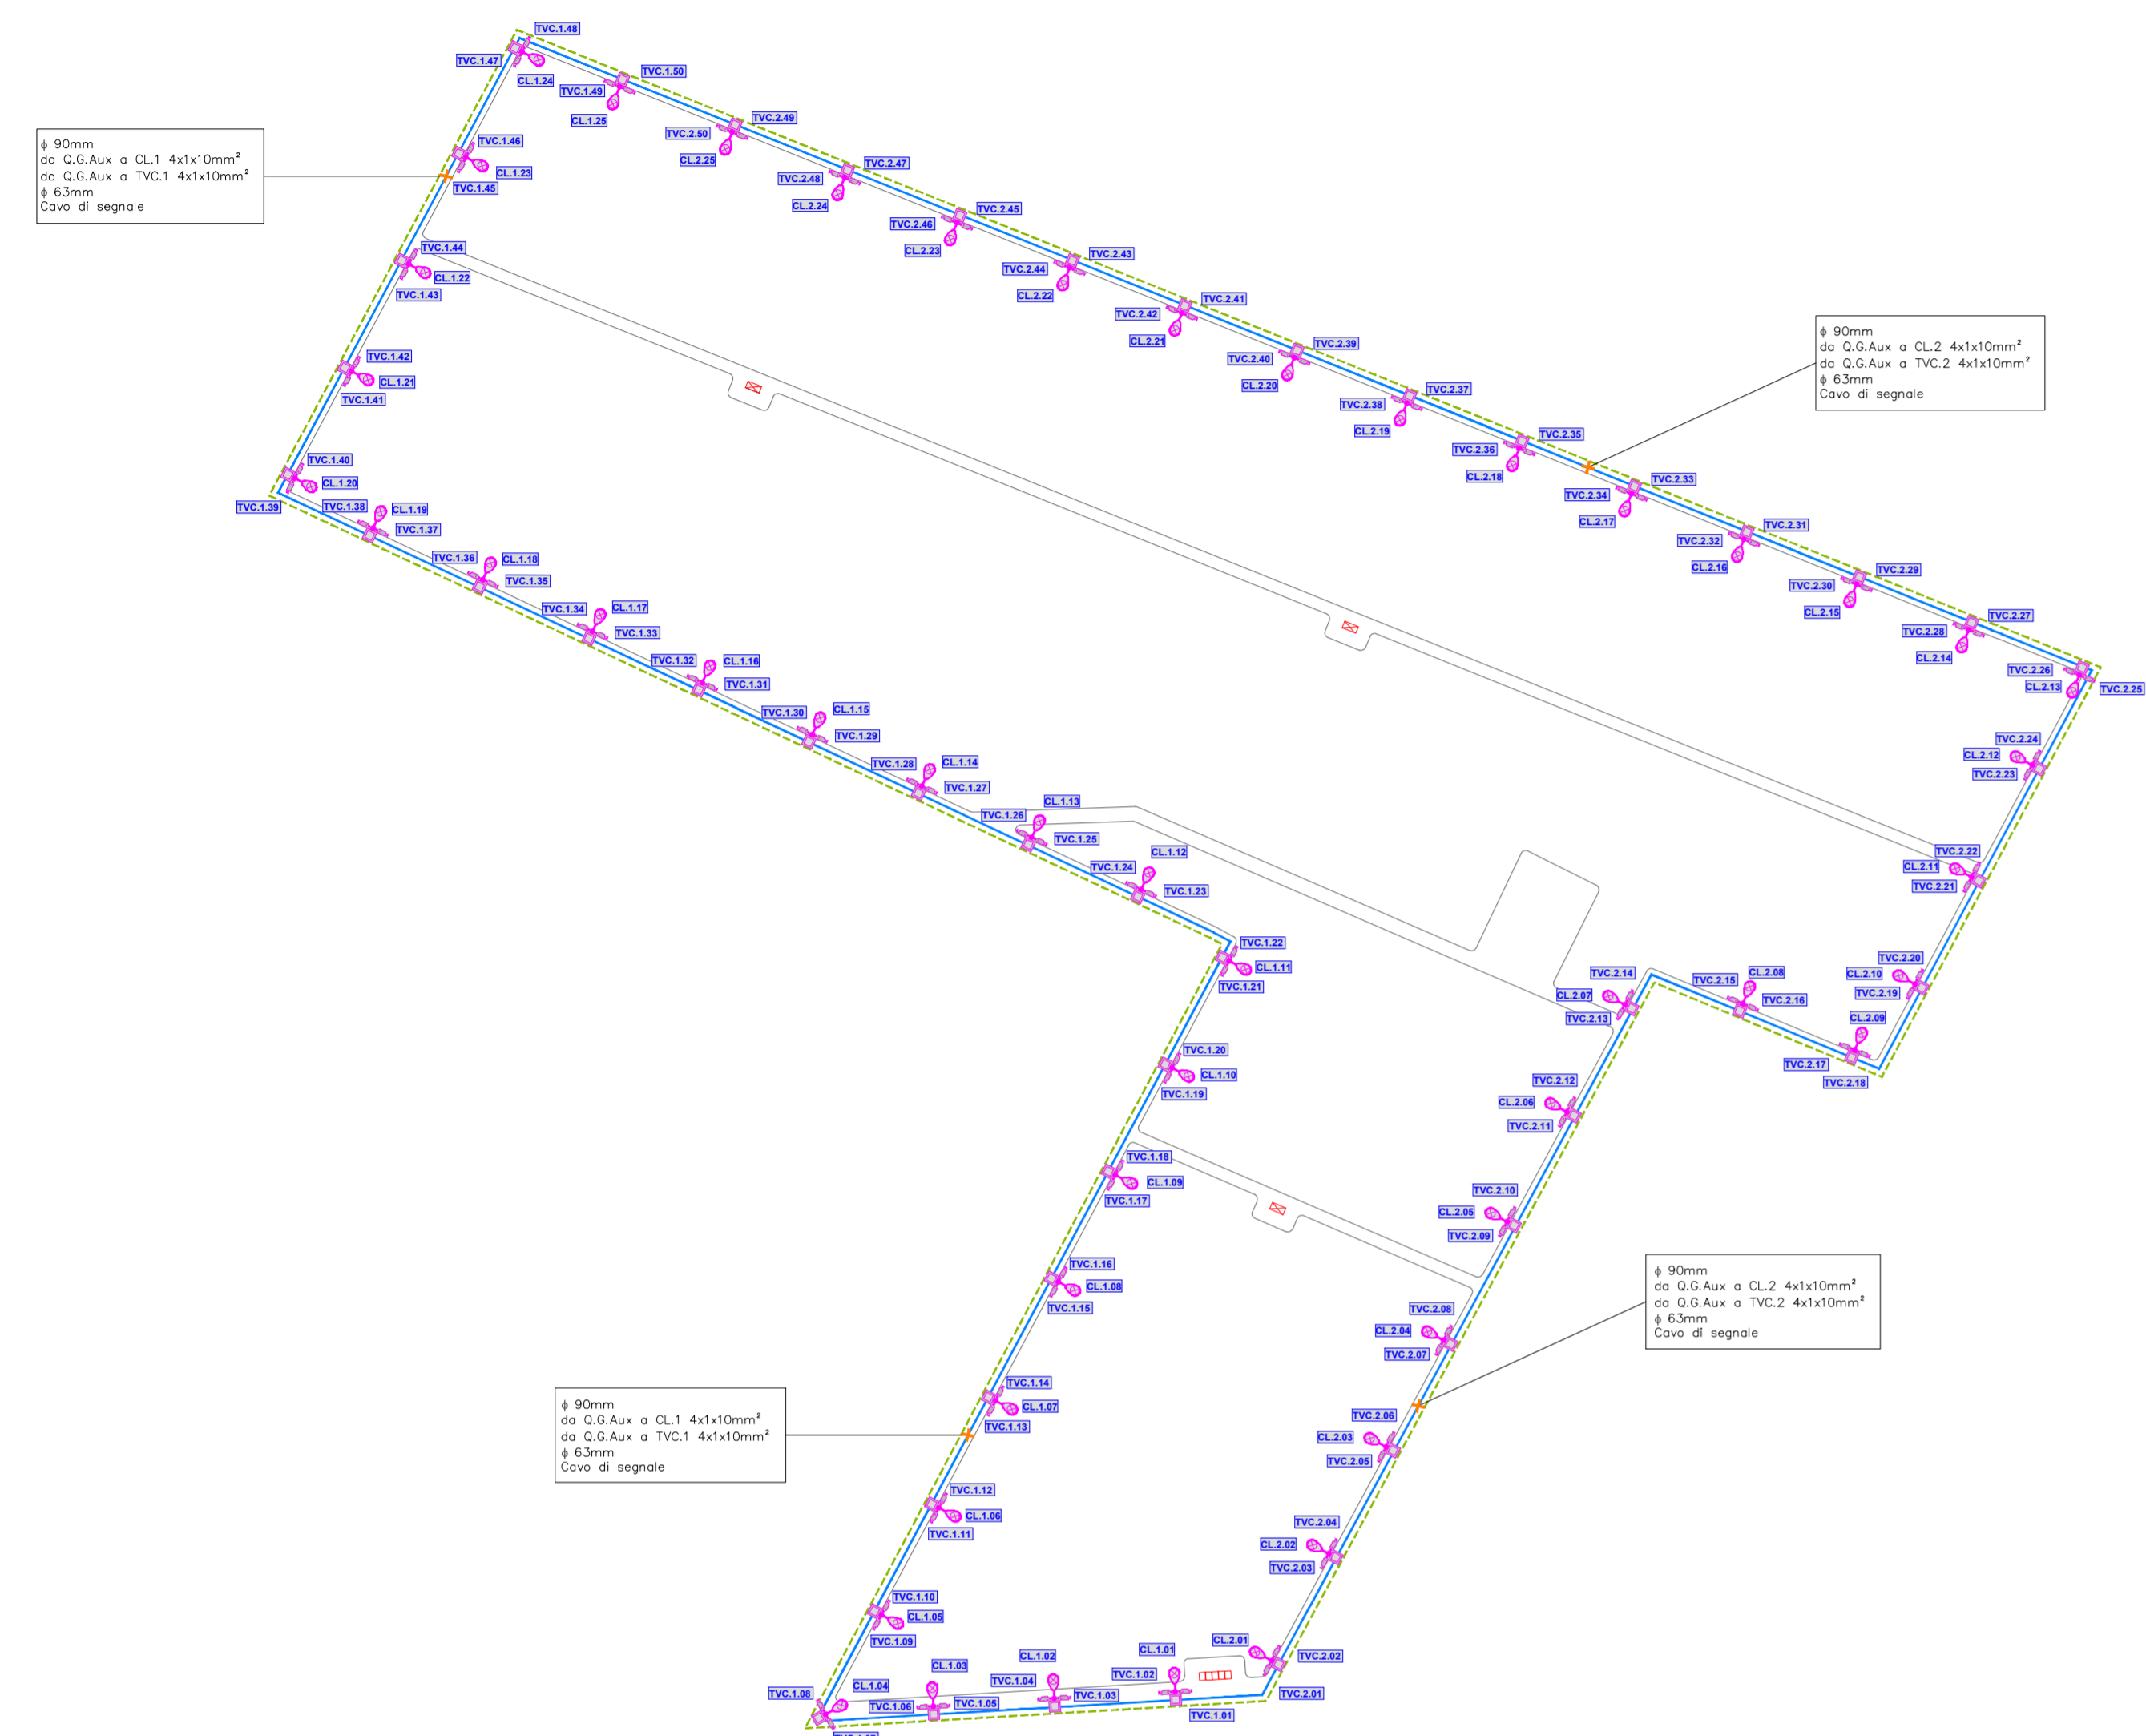 TVC.1.48
TVC.1.47
CL.1.24
TVC.1.50
TVC.1.49
CL.1.25
TVC.2.49
TVC.2.50
CL.2.25
TVC.2.47
TVC.2.48
CL.2.24
TVC.2.45
TVC.2.46
CL.2.23
TVC.2.43
TVC.2.44
CL.2.22
TVC.2.41
TVC.2.42
CL.2.21
TVC.2.39
TVC.2.40
CL.2.20
TVC.2.37
TVC.2.38
CL.2.19
TVC.2.35
TVC.2.36
CL.2.18
TVC.2.33
TVC.2.34
CL.2.17
TVC.2.31
TVC.2.32
CL.2.16
TVC.2.29
TVC.2.30
CL.2.15
TVC.2.27
TVC.2.28
CL.2.14
TVC.2.26
CL.2.13
TVC.2.25
ϕ 90mm
da Q.G.Aux a CL.1 4x1x10mm²
da Q.G.Aux a TVC.1 4x1x10mm²
ϕ 63mm
Cavo di segnale
TVC.1.46
CL.1.23
TVC.1.45
TVC.1.44
CL.1.22
TVC.1.43
TVC.1.42
CL.1.21
TVC.1.41
TVC.1.40
CL.1.20
TVC.1.39
ϕ 90mm
da Q.G.Aux a CL.2 4x1x10mm²
da Q.G.Aux a TVC.2 4x1x10mm²
ϕ 63mm
Cavo di segnale
TVC.1.38
CL.1.19
TVC.1.37
TVC.1.36
CL.1.18
TVC.1.35
TVC.1.34
CL.1.17
TVC.1.33
TVC.1.32
CL.1.16
TVC.1.31
TVC.1.30
CL.1.15
TVC.1.29
TVC.1.28
CL.1.14
TVC.1.27
TVC.1.26
CL.1.13
TVC.1.25
TVC.1.24
CL.1.12
TVC.1.23
TVC.1.22
CL.1.11
TVC.1.21
TVC.2.24
CL.2.12
TVC.2.23
TVC.2.22
CL.2.11
TVC.2.21
TVC.2.20
CL.2.10
TVC.2.19
TVC.2.14
CL.2.07
TVC.2.13
TVC.2.15
CL.2.08
TVC.2.16
CL.2.09
TVC.2.17
TVC.2.18
TVC.1.20
CL.1.10
TVC.1.19
TVC.2.12
CL.2.06
TVC.2.11
TVC.1.18
CL.1.09
TVC.1.17
TVC.2.10
CL.2.05
TVC.2.09
TVC.1.16
CL.1.08
TVC.1.15
TVC.2.08
CL.2.04
TVC.2.07
ϕ 90mm
da Q.G.Aux a CL.2 4x1x10mm²
da Q.G.Aux a TVC.2 4x1x10mm²
ϕ 63mm
Cavo di segnale
ϕ 90mm
da Q.G.Aux a CL.1 4x1x10mm²
da Q.G.Aux a TVC.1 4x1x10mm²
ϕ 63mm
Cavo di segnale
TVC.1.14
CL.1.07
TVC.1.13
TVC.2.06
CL.2.03
TVC.2.05
TVC.1.12
CL.1.06
TVC.1.11
TVC.2.04
CL.2.02
TVC.2.03
TVC.1.10
CL.1.05
TVC.1.09
CL.2.01
TVC.2.02
TVC.2.01
CL.1.01
TVC.1.02
TVC.1.01
CL.1.02
TVC.1.04
TVC.1.03
CL.1.03
TVC.1.06
TVC.1.05
CL.1.04
TVC.1.08